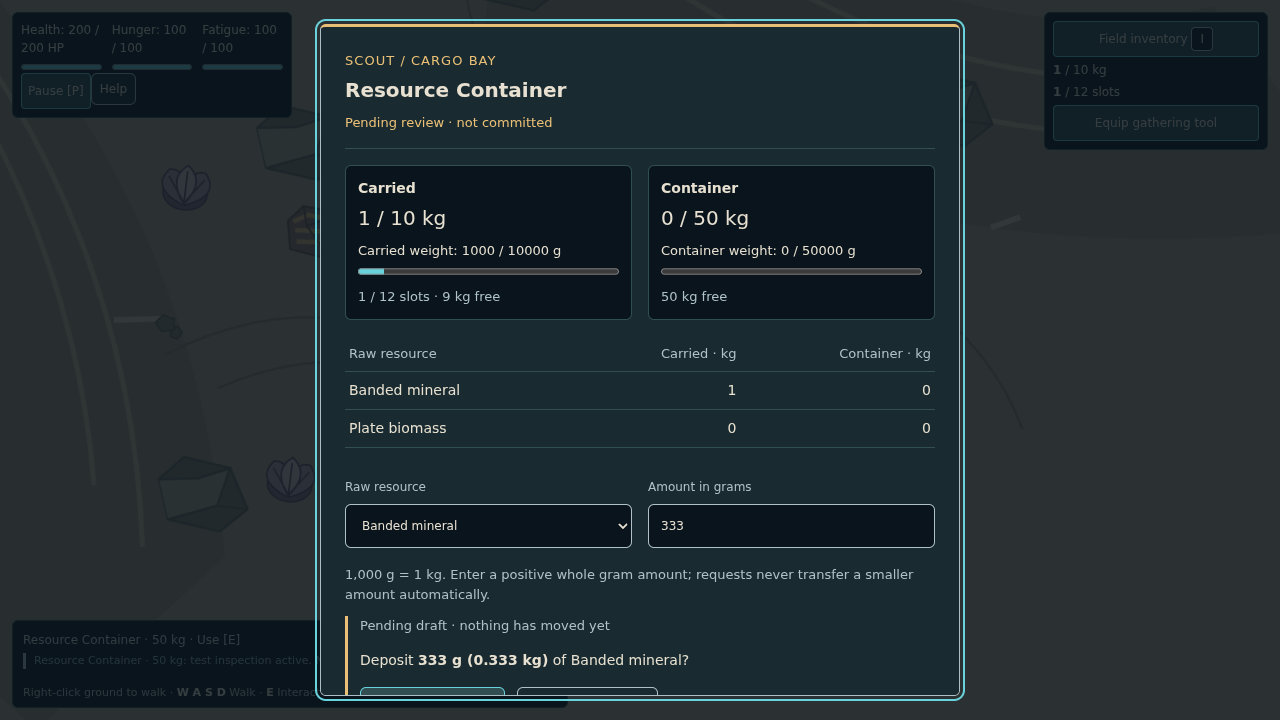 Health: 200 /
200 HP
Hunger: 100
/ 100
Fatigue: 100
/ 100
Pause [P]
Help
Field inventory I
1 / 10 kg
1 / 12 slots
Equip gathering tool
SCOUT / CARGO BAY
Resource Container
Pending review · not committed
Carried
1 / 10 kg
Carried weight: 1000 / 10000 g
1 / 12 slots · 9 kg free
Container
0 / 50 kg
Container weight: 0 / 50000 g
50 kg free
Raw resource Carried · kg Container · kg
Banded mineral 1 0
Plate biomass 0 0
Raw resource
Banded mineral
Amount in grams
333
1,000 g = 1 kg. Enter a positive whole gram amount; requests never transfer a smaller
amount automatically.
Pending draft · nothing has moved yet
Deposit 333 g (0.333 kg) of Banded mineral?
Resource Container · 50 kg · Use [E]
Resource Container · 50 kg: test inspection active.
Right-click ground to walk · W A S D Walk · E Interac